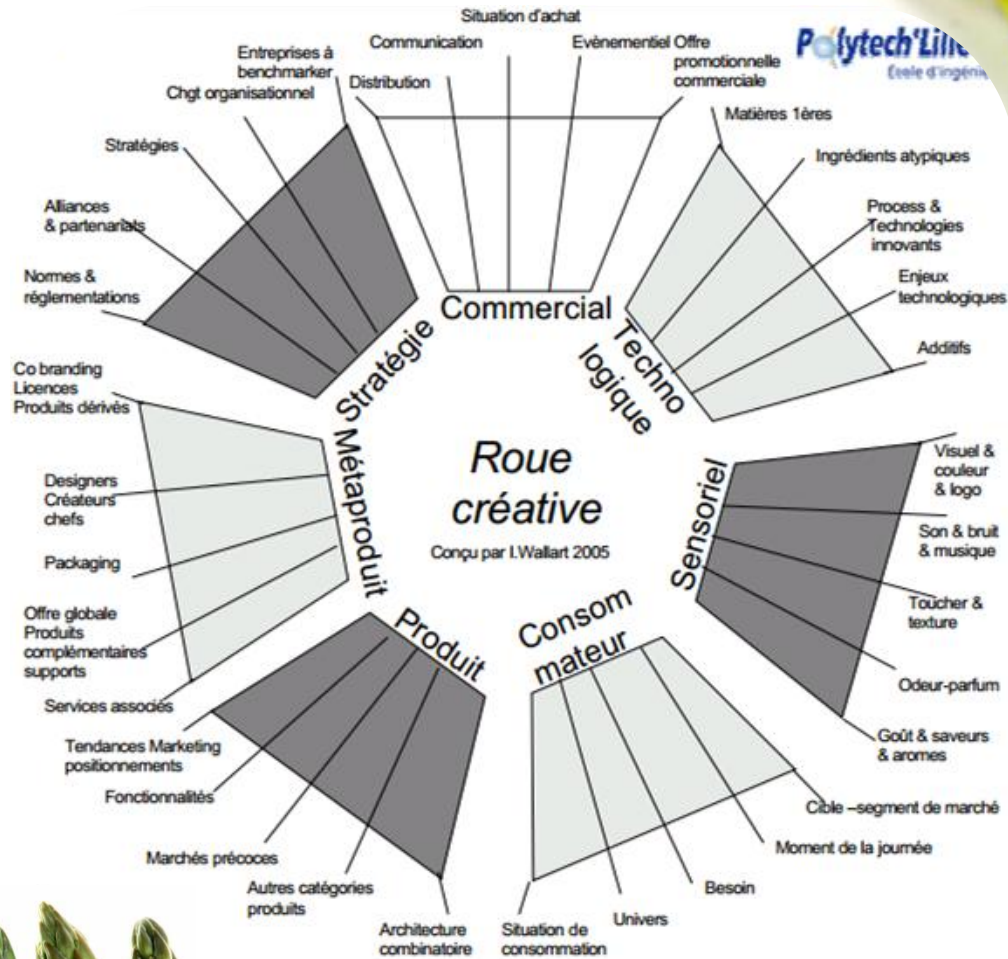 Situation d'achat
Communication
Evènementiel Offre
promotionnelle
commerciale
Entreprises à
benchmarker
Distribution
Chgt organisationnel
Stratégies
Alliances
& partenariats
Normes &
réglementations
Polytech'Lille
École d'ingénie
Matières 1ères
Ingrédients atypiques
Process &
Technologies
innovants
Enjeux
technologiques
Additifs
Commercial
Techno
logique
Stratégie
Co branding
Licences
Produits dérivés
Designers
Créateurs
chefs
Packaging
Offre globale
Produits
complémentaires
supports
Services associés
Métaproduit
Roue
créative
Conçu par I.Wallart 2005
Sensoriel
Visuel &
couleur
& logo
Son & bruit
& musique
Toucher &
texture
Odeur-parfum
Goût & saveurs
& aromes
Produit
Consom
mateur
Tendances Marketing
positionnements
Fonctionnalités
Marchés précoces
Autres catégories
produits
Architecture
combinatoire
Cible –segment de marché
Moment de la journée
Besoin
Univers
Situation de
consommation